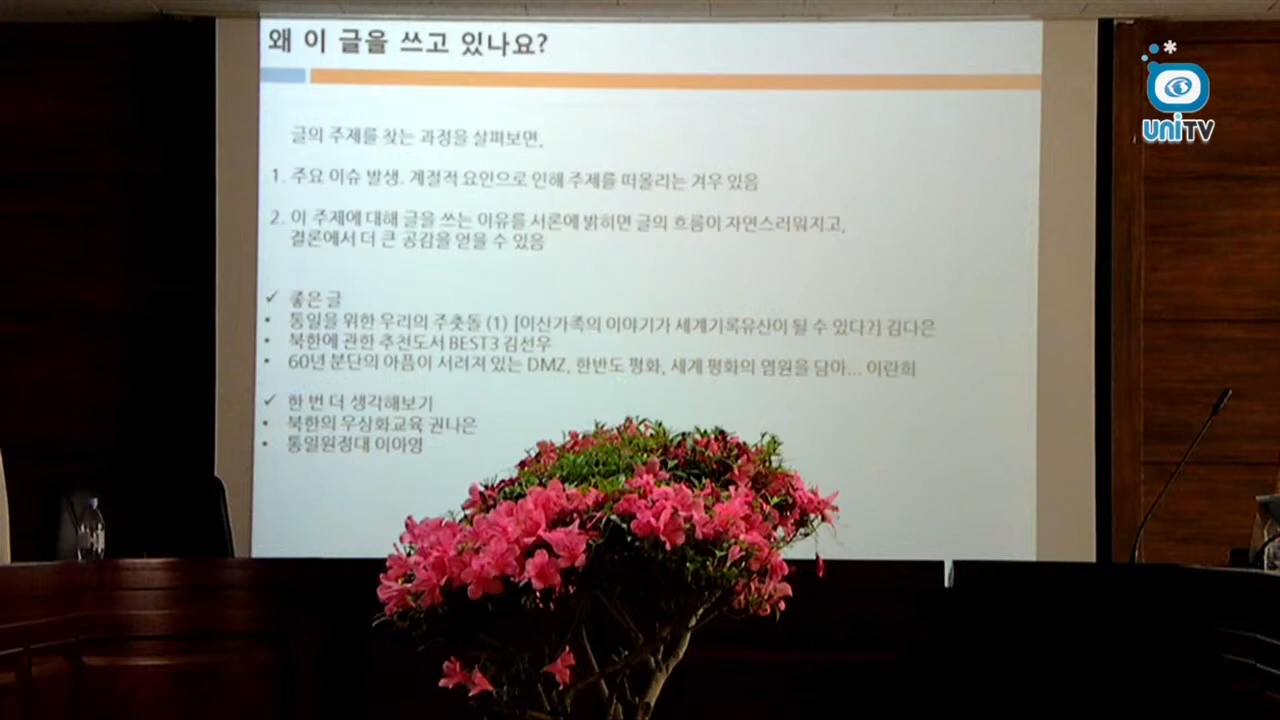 왜 이 글을 쓰고 있나요?
uniTV
글의 주제를 찾는 과정을 살펴보면,
1. 주요 이슈 발생. 계절적 요인으로 인해 주제를 떠올리는 겨우 있음
2. 이 주제에 대해 글을 쓰는 이유를 서론에 밝히면 글의 흐름이 자연스러워지고,
결론에서 더 큰 공감을 얻을 수 있음
✓ 좋은 글
• 통일을 위한 우리의 주춧돌 (1) [이산가족의 이야기가 세계기록유산이 될 수 있다?] 김다은
• 북한에 관한 추천도서 BEST3 김선우
• 60년 분단의 아픔이 서려져 있는 DMZ, 한반도 평화, 세계 평화의 염원을 담아... 이란희
✓ 한 번 더 생각해보기
• 북한의 우상화교육 권나은
• 통일원정대 이아영